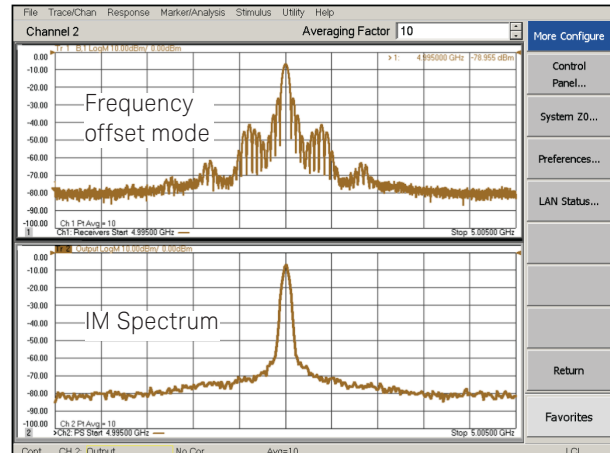 File Trace/Chan Response Marker/Analysis Stimulus Utility Help
Channel 2
Averaging Factor 10
More Configure
Control
Panel...
System Z0...
Preferences...
LAN Status...
Return
Favorites
Tr 1 B,1 LogM 10.00dBm/ 0.00dBm
>1: 4.995000 GHz -78.955 dBm
0.00
-10.00
-20.00
-30.00
-40.00
-50.00
-60.00
-70.00
-80.00
-90.00
-100.00
Frequency
offset mode
Ch 1 Pt Avg = 10
1
Ch1: Receivers Start 4.99500 GHz
Stop 5.00500 GHz
Tr 2 Output LogM 10.00dBm/ 0.00dBm
0.00
-10.00
-20.00
-30.00
-40.00
-50.00
-60.00
-70.00
-80.00
-90.00
-100.00
IM Spectrum
Ch 2 Pt Avg = 10
2
>Ch2: PS Start 4.99500 GHz
Stop 5.00500 GHz
Cont. CH 2: Output No Cor Avg=10 LCL